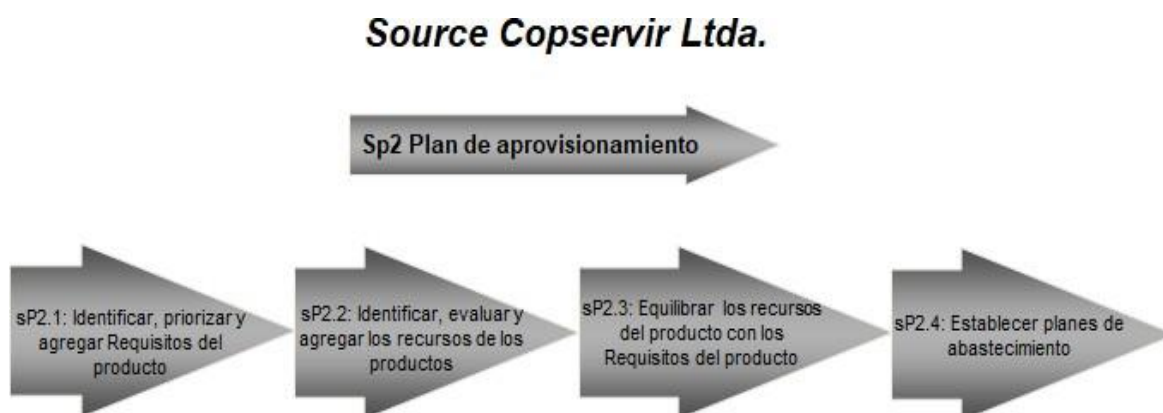 Source Copservir Ltda.
Sp2 Plan de aprovisionamiento
sP2.1: Identificar, priorizar y
agregar Requisitos del
producto
sP2.2: Identificar, evaluar y
agregar los recursos de los
productos
sP2.3: Equilibrar los recursos
del producto con los
Requisitos del producto
sP2.4: Establecer planes de
abastecimiento